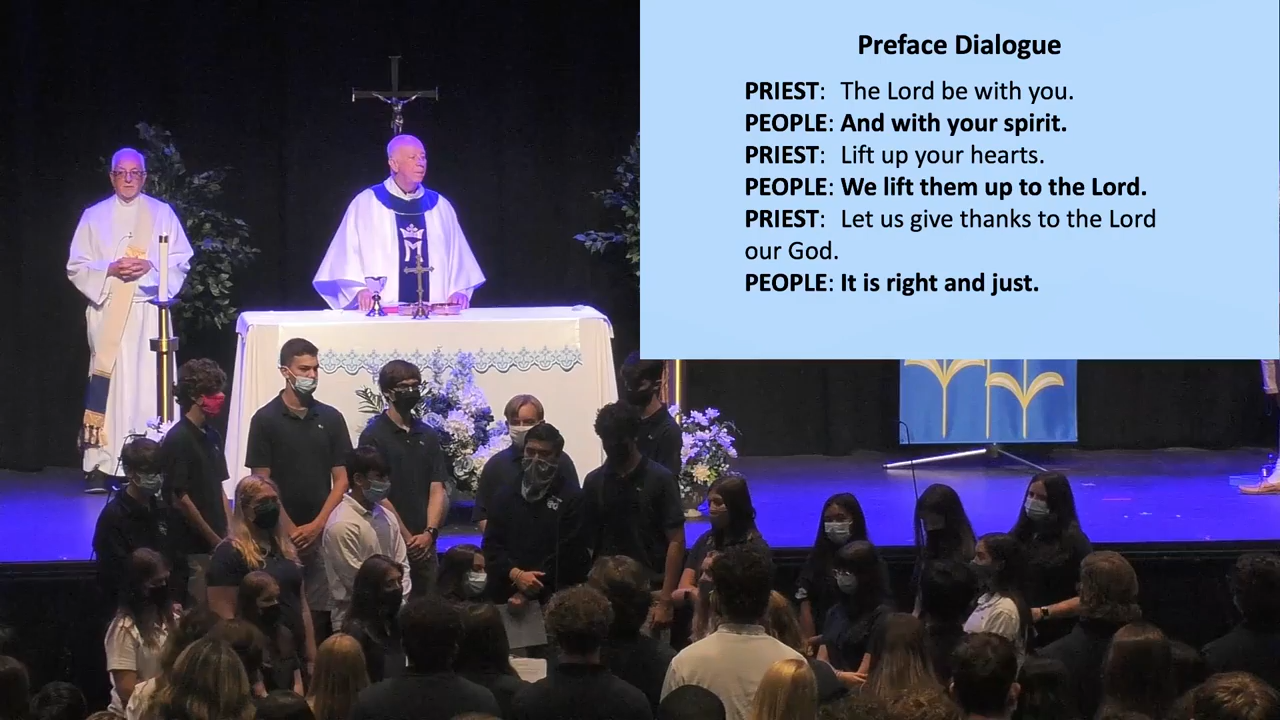 Preface Dialogue
PRIEST: The Lord be with you.
PEOPLE: And with your spirit.
PRIEST: Lift up your hearts.
PEOPLE: We lift them up to the Lord.
PRIEST: Let us give thanks to the Lord
our God.
PEOPLE: It is right and just.
M